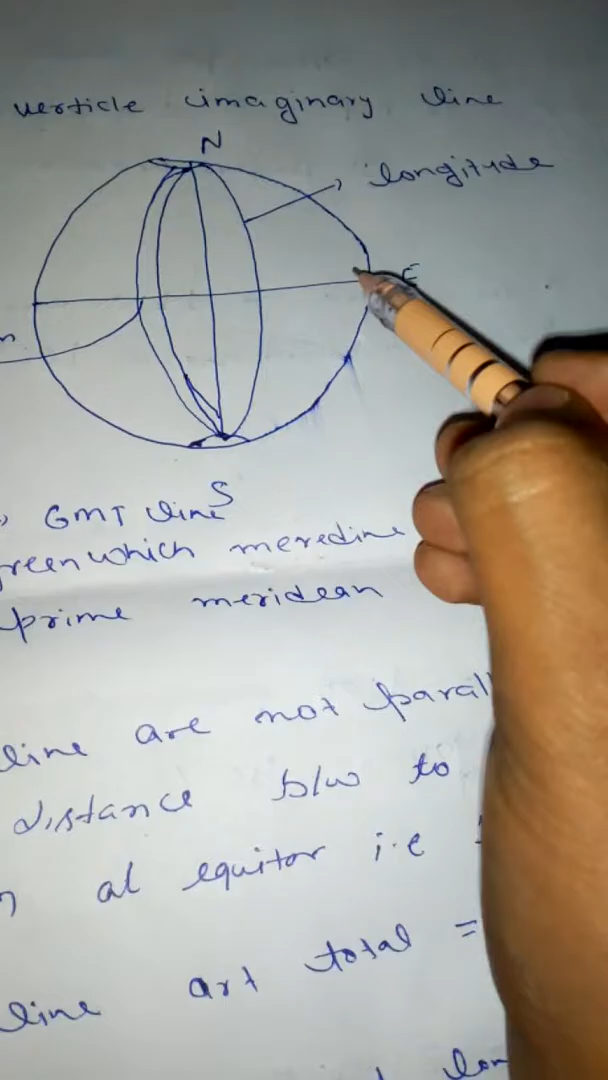 verticle imaginary line
N
longitude
E
S
GMT line
reenwhich meredine
prime meridean
line are not paral
distance b/w to
al equitor i.e
line art total =